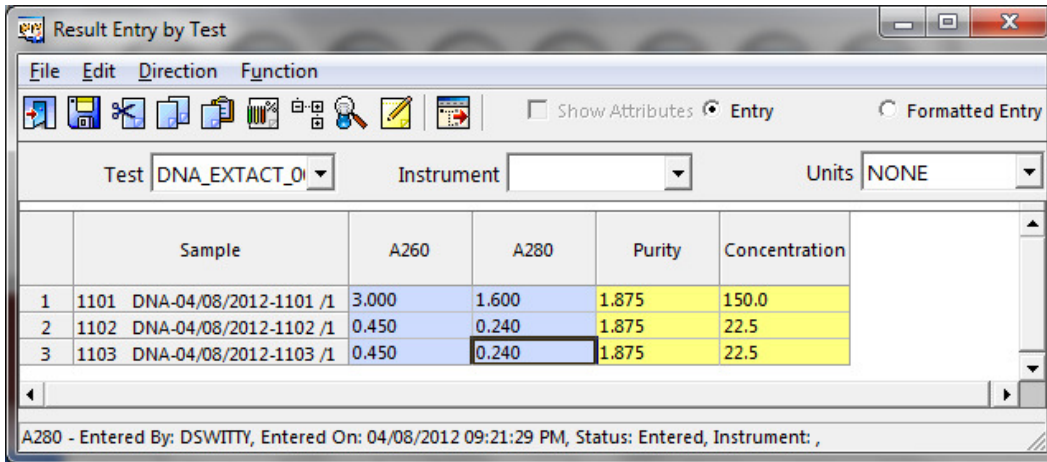 Result Entry by Test
File Edit Direction Function
Show Attributes Entry Formatted Entry
Test DNA_EXTACT_0 Instrument Units NONE
Sample A260 A280 Purity Concentration
1 1101 DNA-04/08/2012-1101 /1 3.000 1.600 1.875 150.0
2 1102 DNA-04/08/2012-1102 /1 0.450 0.240 1.875 22.5
3 1103 DNA-04/08/2012-1103 /1 0.450 0.240 1.875 22.5
A280 - Entered By: DSWITTY, Entered On: 04/08/2012 09:21:29 PM, Status: Entered, Instrument: ,